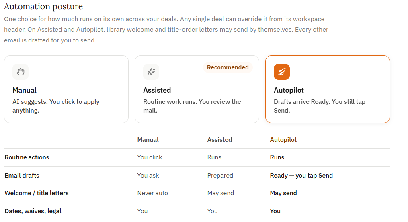 Automation posture
One choice for how much runs on its own across your deals. Any single deal can override it from its workspace
header. On Assisted and Autopilot, library welcome and title-order letters may send by themselves. Every other
email is drafted for you to send.
Recommended
Manual
AI suggests. You click to apply
anything.
Assisted
Routine work runs. You review the
mail.
Autopilot
Drafts arrive Ready. You still tap
Send.
Manual Assisted Autopilot
Routine actions You click Runs Runs
Email drafts You ask Prepared Ready — you tap Send
Welcome / title letters Never auto May send May send
Dates, waives, legal You You You